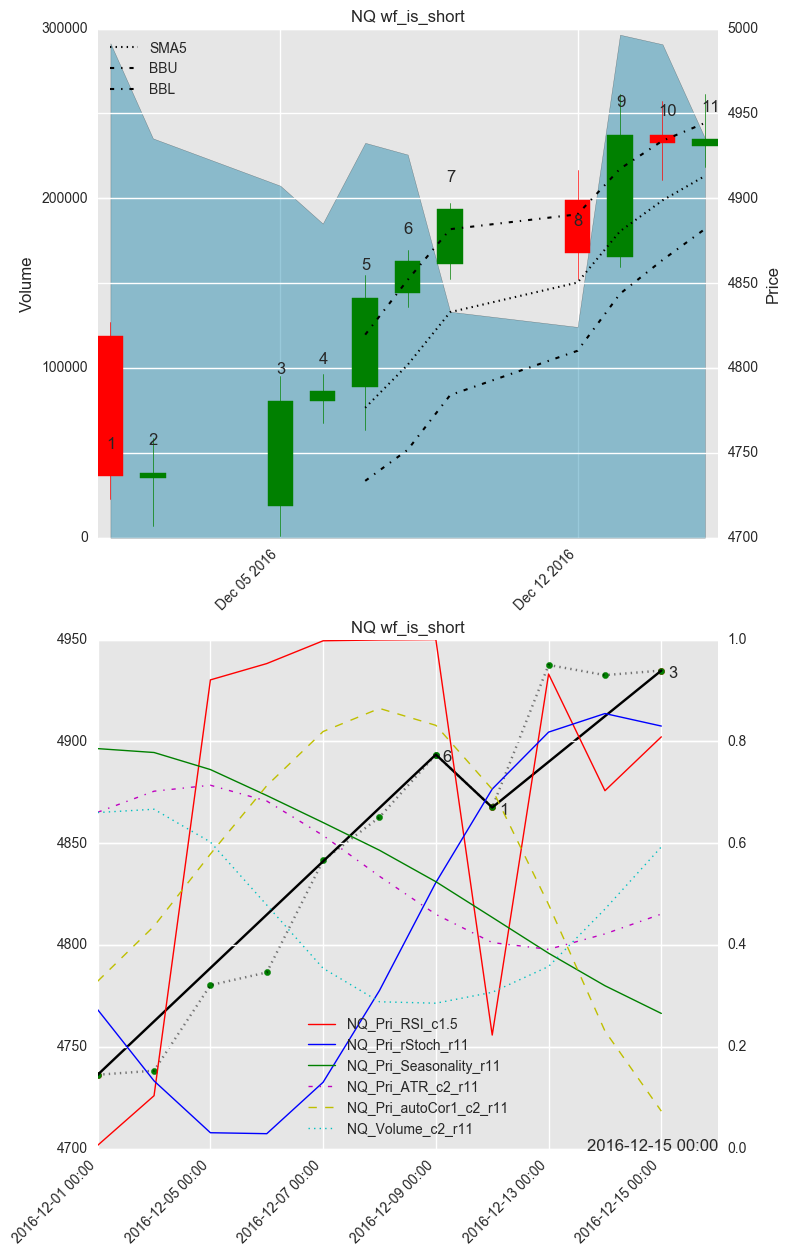 NQ wf_is_short
300000
200000
100000
0
Volume
5000
4950
4900
4850
4800
4750
4700
Price
SMA5
BBU
BBL
1
2
3
4
5
6
7
8
9
10
11
Dec 05 2016
Dec 12 2016
NQ wf_is_short
4950
4900
4850
4800
4750
4700
1.0
0.8
0.6
0.4
0.2
0.0
6
1
3
NQ_Pri_RSI_c1.5
NQ_Pri_rStoch_r11
NQ_Pri_Seasonality_r11
NQ_Pri_ATR_c2_r11
NQ_Pri_autoCor1_c2_r11
NQ_Volume_c2_r11
2016-12-15 00:00
2016-12-01 00:00
2016-12-05 00:00
2016-12-07 00:00
2016-12-09 00:00
2016-12-13 00:00
2016-12-15 00:00